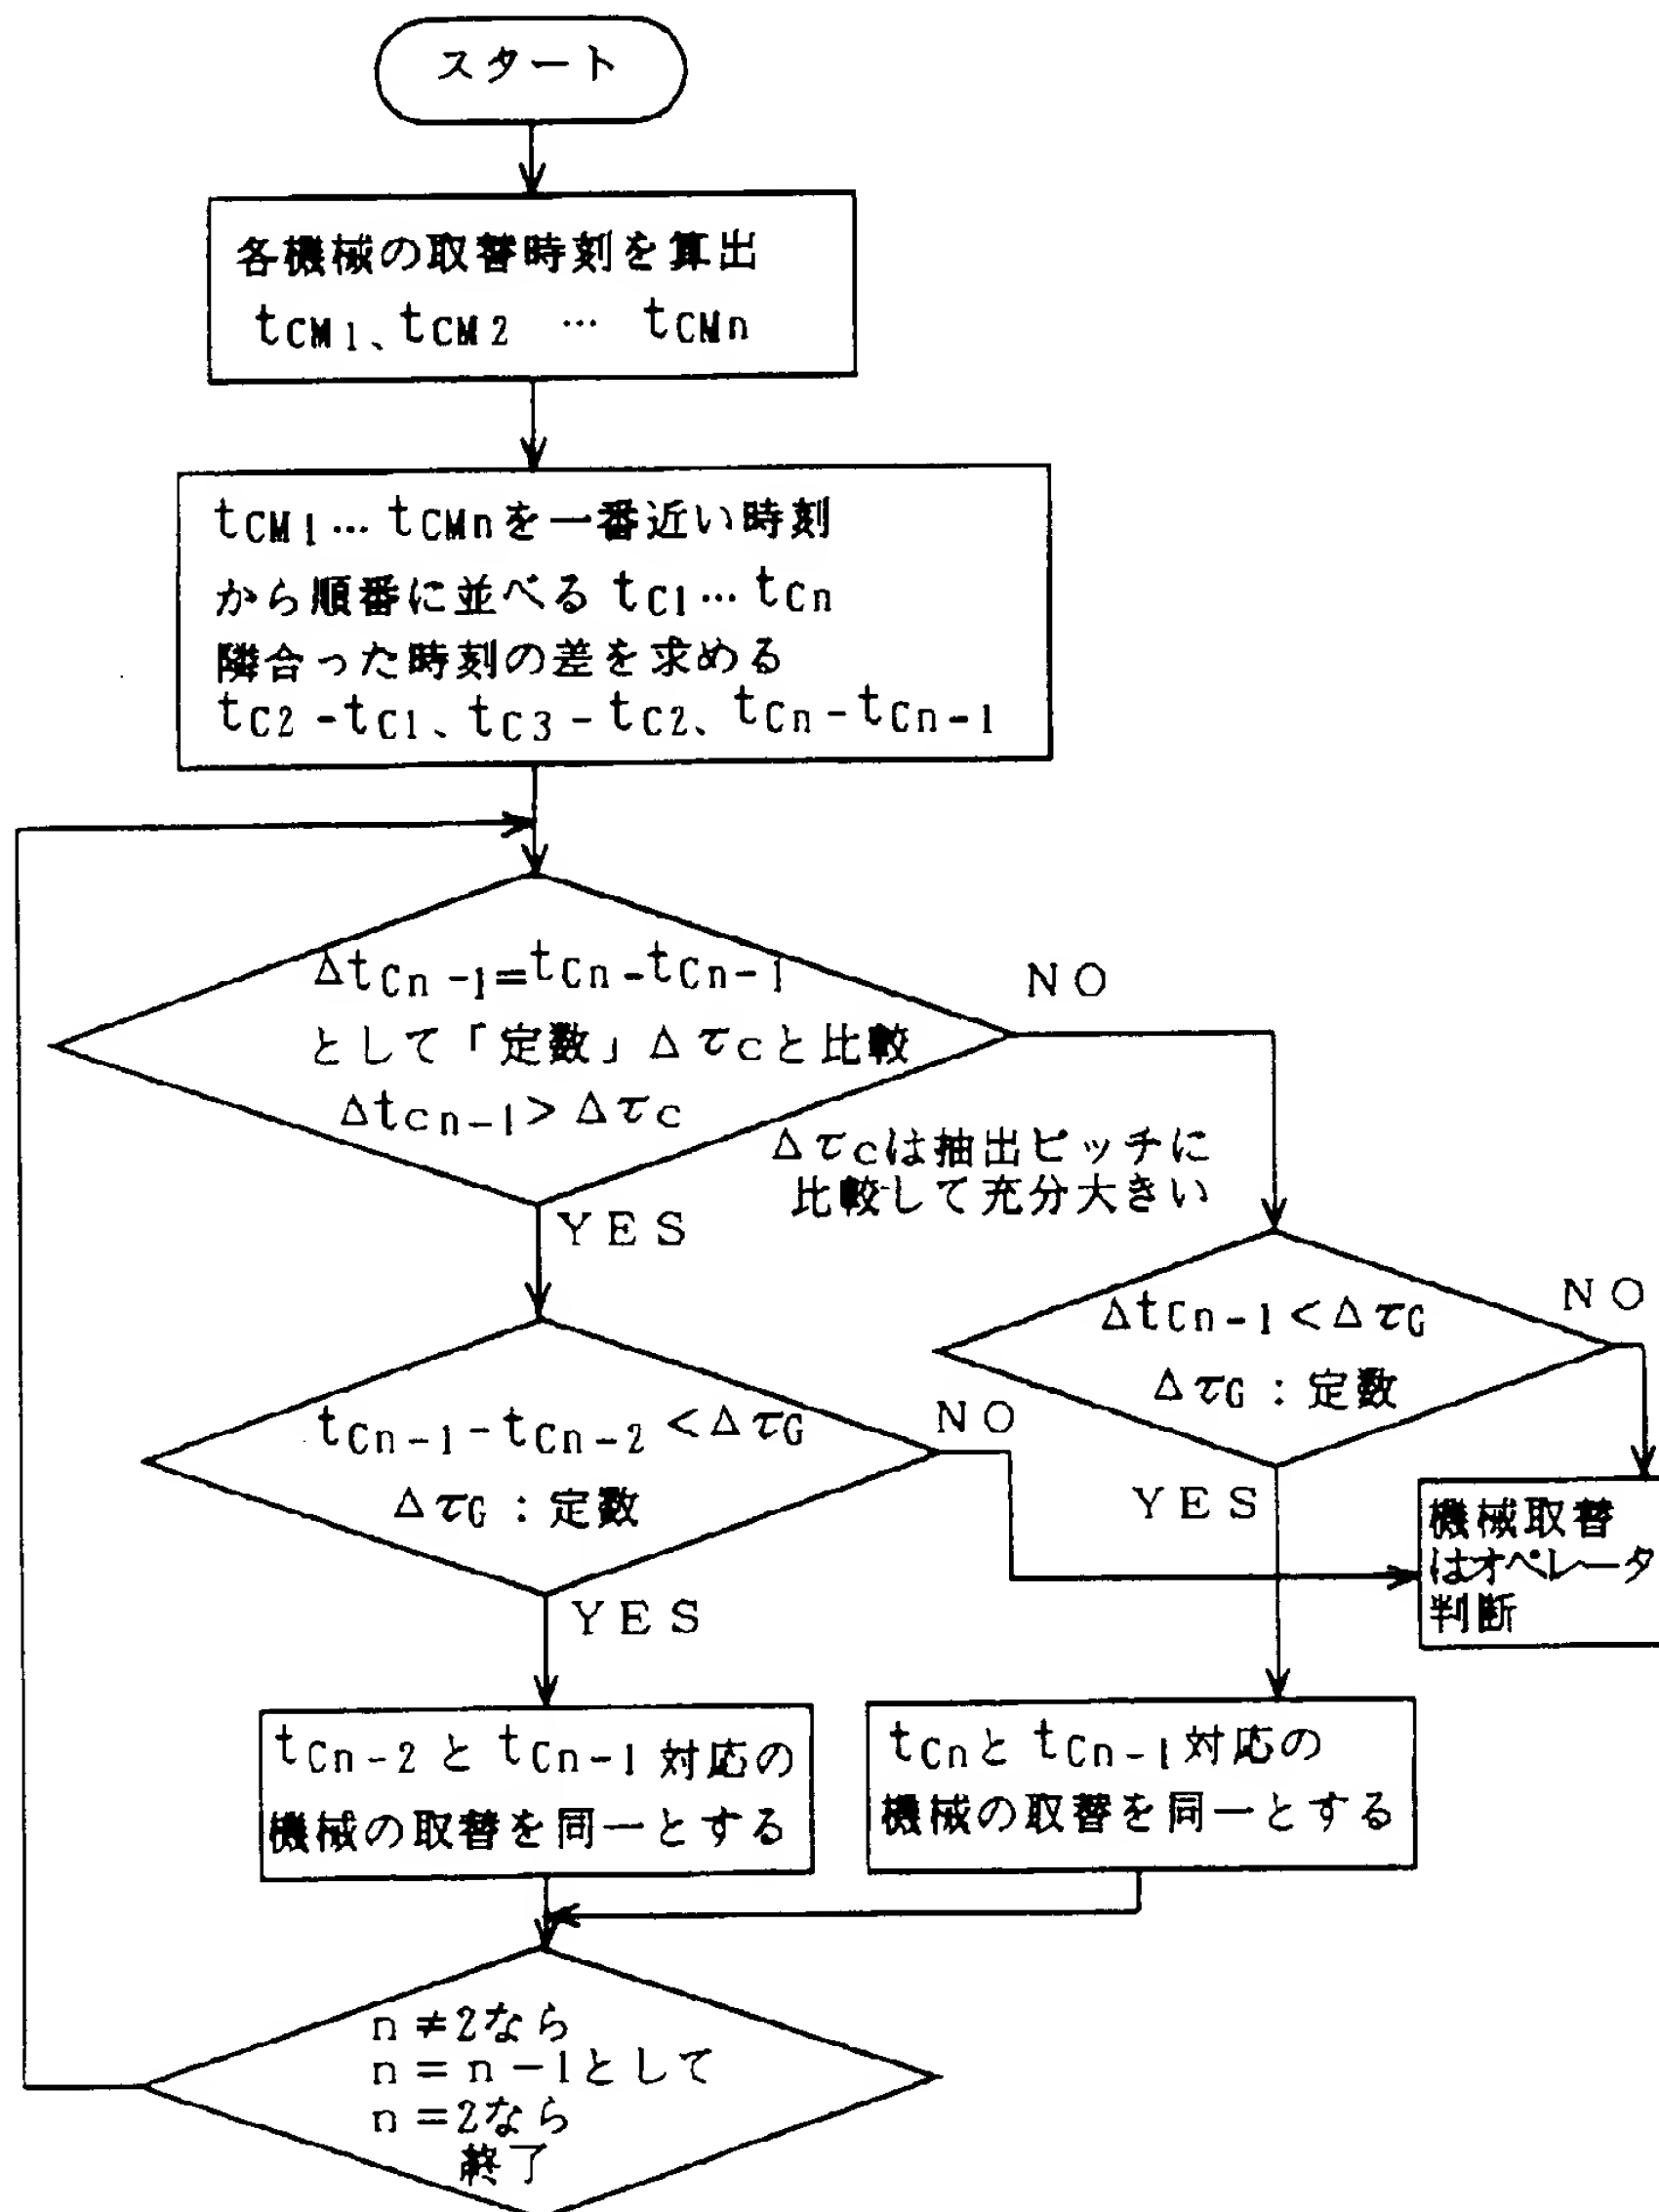 スタート
各機械の取替時刻を算出
tCM1、tCM2 … tCMn
tCM1…tCMnを一番近い時刻
から順番に並べる tC1…tCn
隣合った時刻の差を求める
tC2-tC1、tC3-tC2、tCn-tCn-1
ΔtCn-1=tCn-tCn-1
として「定数」Δτcと比較
Δtcn-1>Δτc
NO
Δτcは抽出ピッチに
比較して充分大きい
YES
ΔtCn-1<ΔτG
ΔτG:定数
NO
tCn-1-tCn-2<ΔτG
ΔτG:定数
NO
YES
機械取替
はオペレータ
判断
YES
tCn-2とtCn-1対応の
機械の取替を同一とする
tCnとtCn-1対応の
機械の取替を同一とする
n≠2なら
n=n-1として
n=2なら
終了